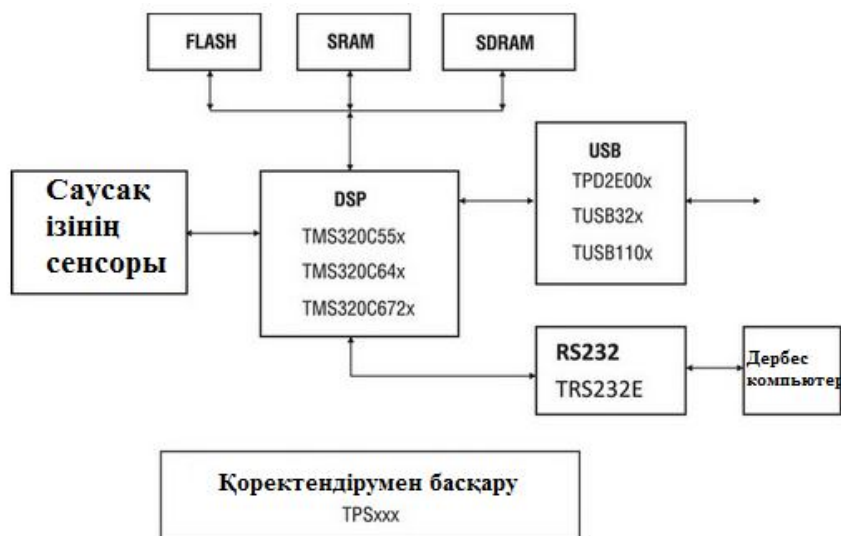 FLASH
SRAM
SDRAM
Саусақ
ізінің
сенсоры
DSP
TMS320C55x
TMS320C64x
TMS320C672x
USB
TPD2E00x
TUSB32x
TUSB110x
RS232
TRS232E
Дербес
компьютер
Қоректендірумен басқару
TPSxxx